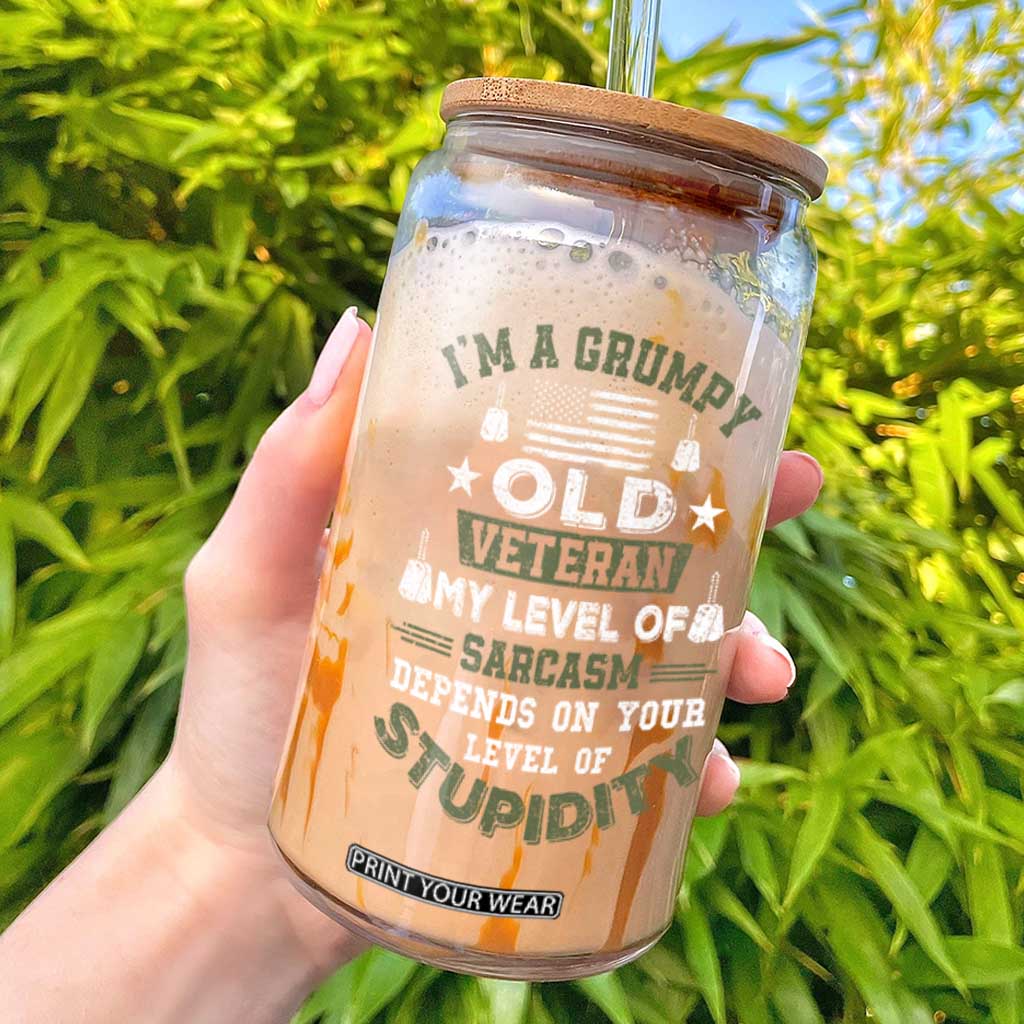 I'M A GRUMPY
OLD
VETERAN
MY LEVEL OF
SARCASM
DEPENDS ON YOUR
LEVEL OF
STUPIDITY
PRINT YOUR WEAR